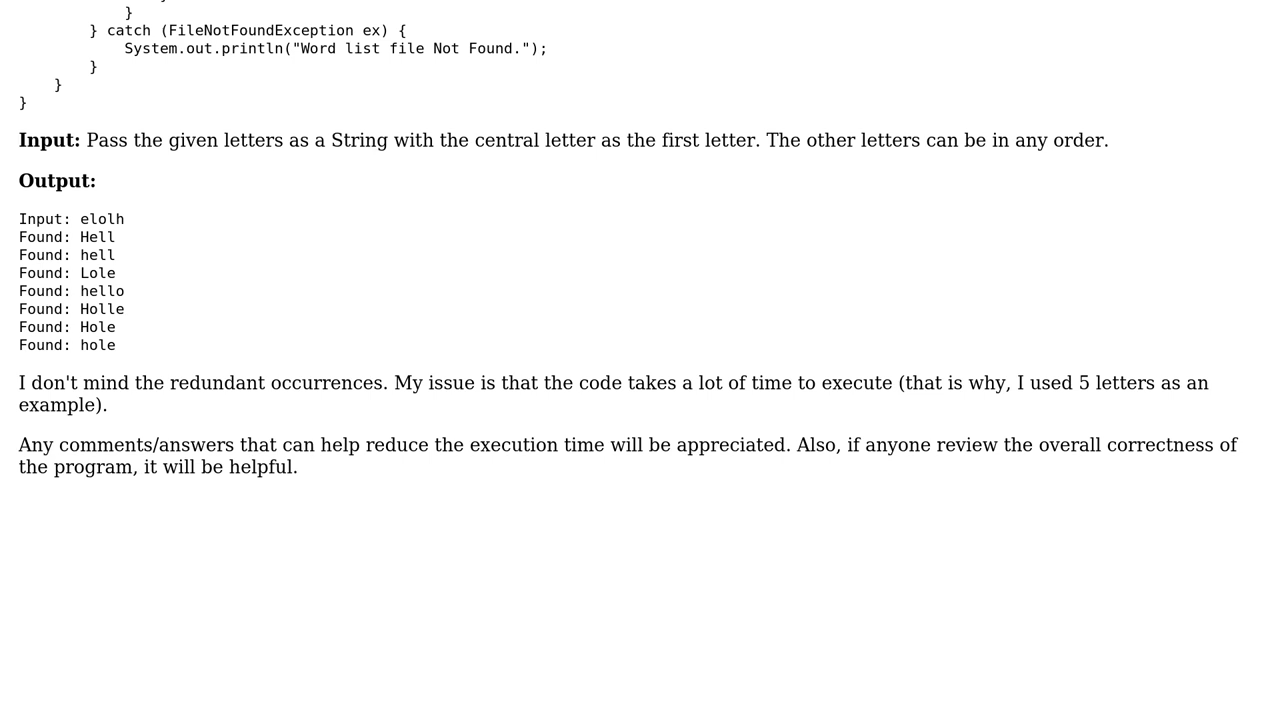 }
} catch (FileNotFoundException ex) {
System.out.println("Word list file Not Found.");
}
}
}
Input: Pass the given letters as a String with the central letter as the first letter. The other letters can be in any order.
Output:
Input: elolh
Found: Hell
Found: hell
Found: Lole
Found: hello
Found: Holle
Found: Hole
Found: hole
I don't mind the redundant occurrences. My issue is that the code takes a lot of time to execute (that is why, I used 5 letters as an
example).
Any comments/answers that can help reduce the execution time will be appreciated. Also, if anyone review the overall correctness of
the program, it will be helpful.